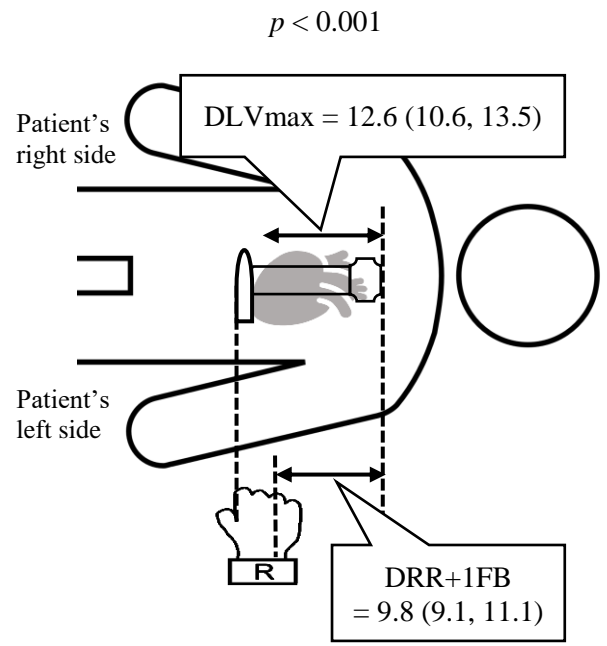 p < 0.001
DLVmax = 12.6 (10.6, 13.5)
Patient’s
right side
Patient’s
left side
R
DRR+1FB
= 9.8 (9.1, 11.1)